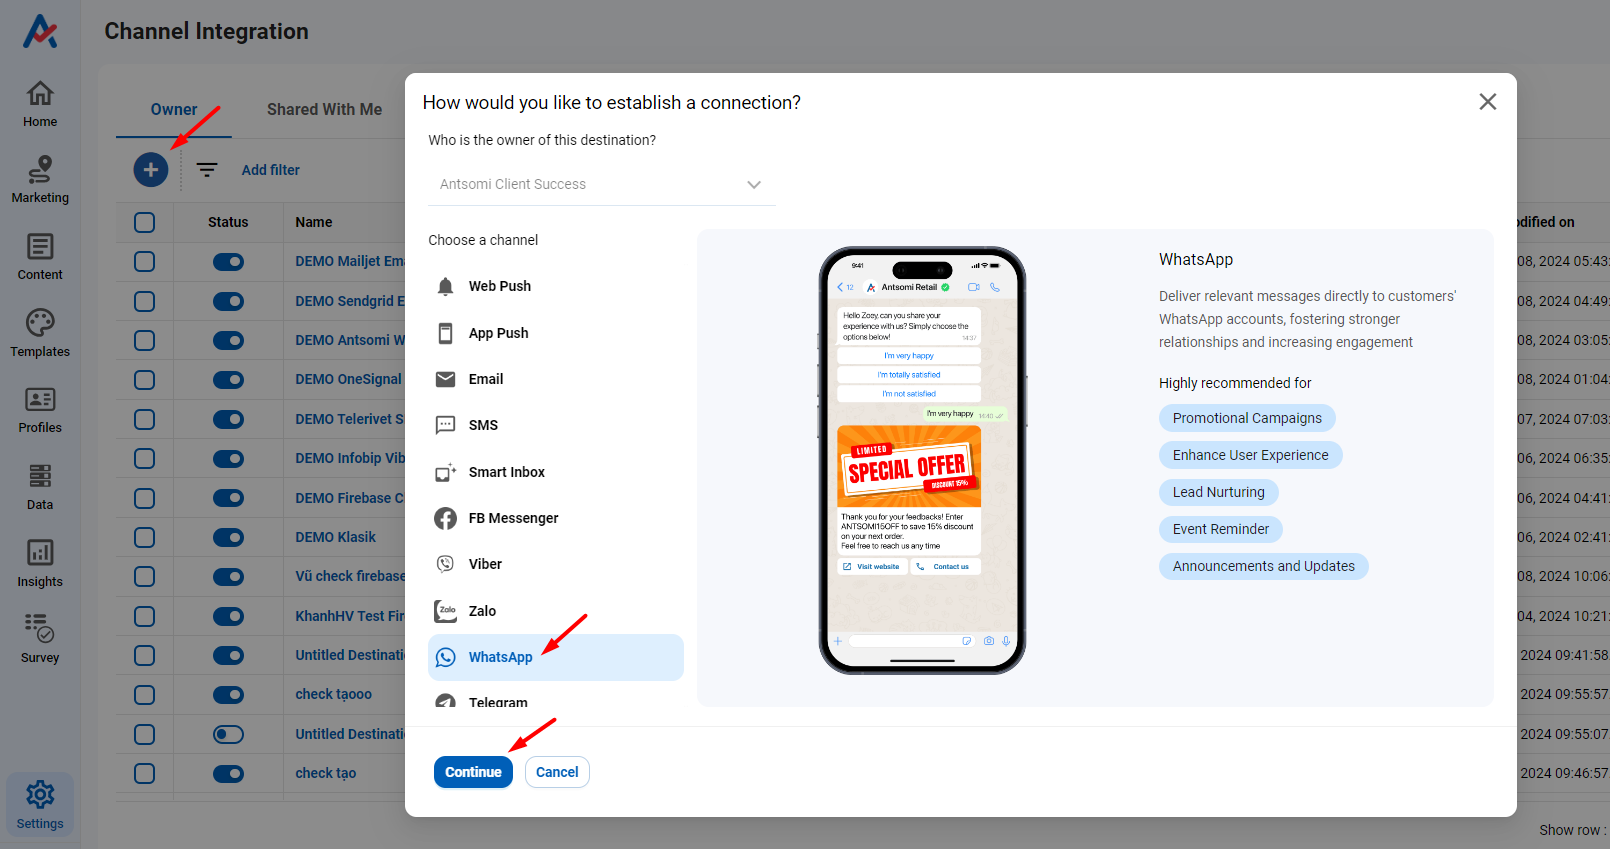 Channel Integration
Home
Marketing
Content
Templates
Profiles
Data
Insights
Survey
Settings
Owner
Shared With Me
Add filter
Status
Name
DEMO Mailjet Ema
DEMO Sendgrid E
DEMO Antsomi W
DEMO OneSignal
DEMO Telerivet S
DEMO Infobip Vib
DEMO Firebase C
DEMO Klasik
Vũ check firebase
KhanhHV Test Fir
Untitled Destinati
check tạooo
Untitled Destinati
check tạo
How would you like to establish a connection?
Who is the owner of this destination?
Antsomi Client Success
Choose a channel
Web Push
App Push
Email
SMS
Smart Inbox
FB Messenger
Viber
Zalo
Zalo
WhatsApp
Telegram
Continue
Cancel
9:41
12
Antsomi Retail
Hello Zoey, can you share your
experience with us? Simply choose the
options below!
14:37
I'm very happy
I'm totally satisfied
I'm not satisfied
I'm very happy
14:40
LIMITED
SPECIAL OFFER
DISCOUNT 15%
Thank you for your feedbacks! Enter
ANTSOMI15OFF to save 15% discount
on your next order.
Feel free to reach us any time
Visit website
Contact us
WhatsApp
Deliver relevant messages directly to customers'
WhatsApp accounts, fostering stronger
relationships and increasing engagement
Highly recommended for
Promotional Campaigns
Enhance User Experience
Lead Nurturing
Event Reminder
Announcements and Updates
odified on
08, 2024 05:43:
08, 2024 04:49:
08, 2024 03:05:
08, 2024 01:04:
07, 2024 07:03:
06, 2024 06:35:
06, 2024 04:41:
06, 2024 02:41:
08, 2024 10:06:
04, 2024 10:21:
2024 09:41:58.
2024 09:55:57.
2024 09:55:07.
2024 09:46:57.
Show row :